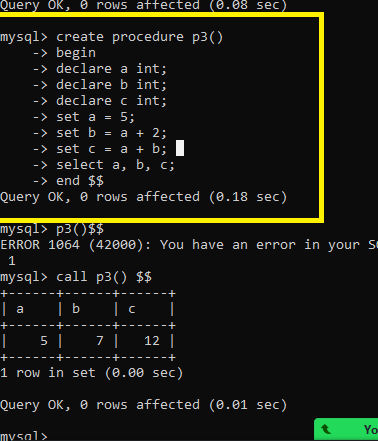 Query OK, 0 rows affected (0.08 sec)
mysql> create procedure p3()
    -> begin
    -> declare a int;
    -> declare b int;
    -> declare c int;
    -> set a = 5;
    -> set b = a + 2;
    -> set c = a + b;
    -> select a, b, c;
    -> end $$
Query OK, 0 rows affected (0.18 sec)
mysql> p3()$$
ERROR 1064 (42000): You have an error in your
 1
mysql> call p3() $$
+------+------+------+
| a    | b    | c    |
+------+------+------+
|    5 |    7 |   12 |
+------+------+------+
1 row in set (0.00 sec)
Query OK, 0 rows affected (0.01 sec)
mysql>